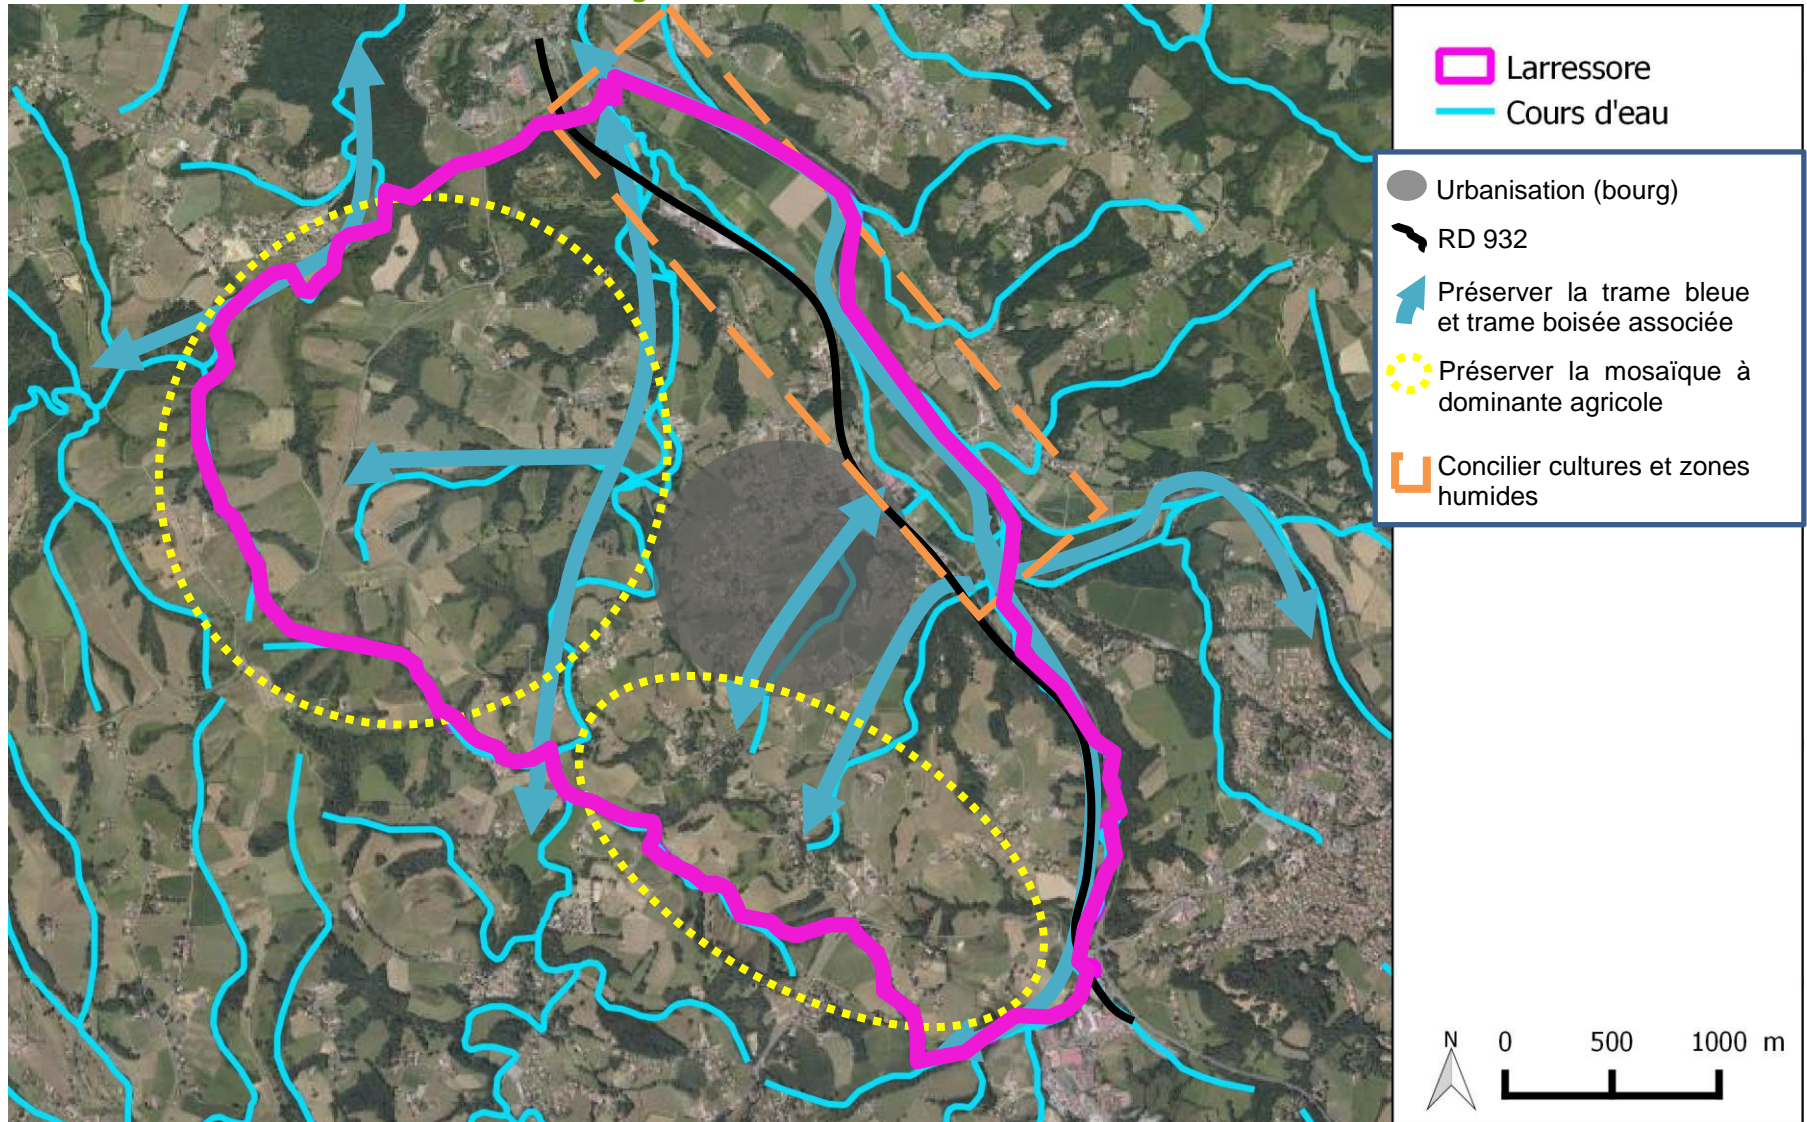 Larressore
Cours d'eau
Urbanisation (bourg)
RD 932
Préserver la trame bleue
et trame boisée associée
Préserver la mosaïque à
dominante agricole
Concilier cultures et zones
humides
N
0 500 1000 m